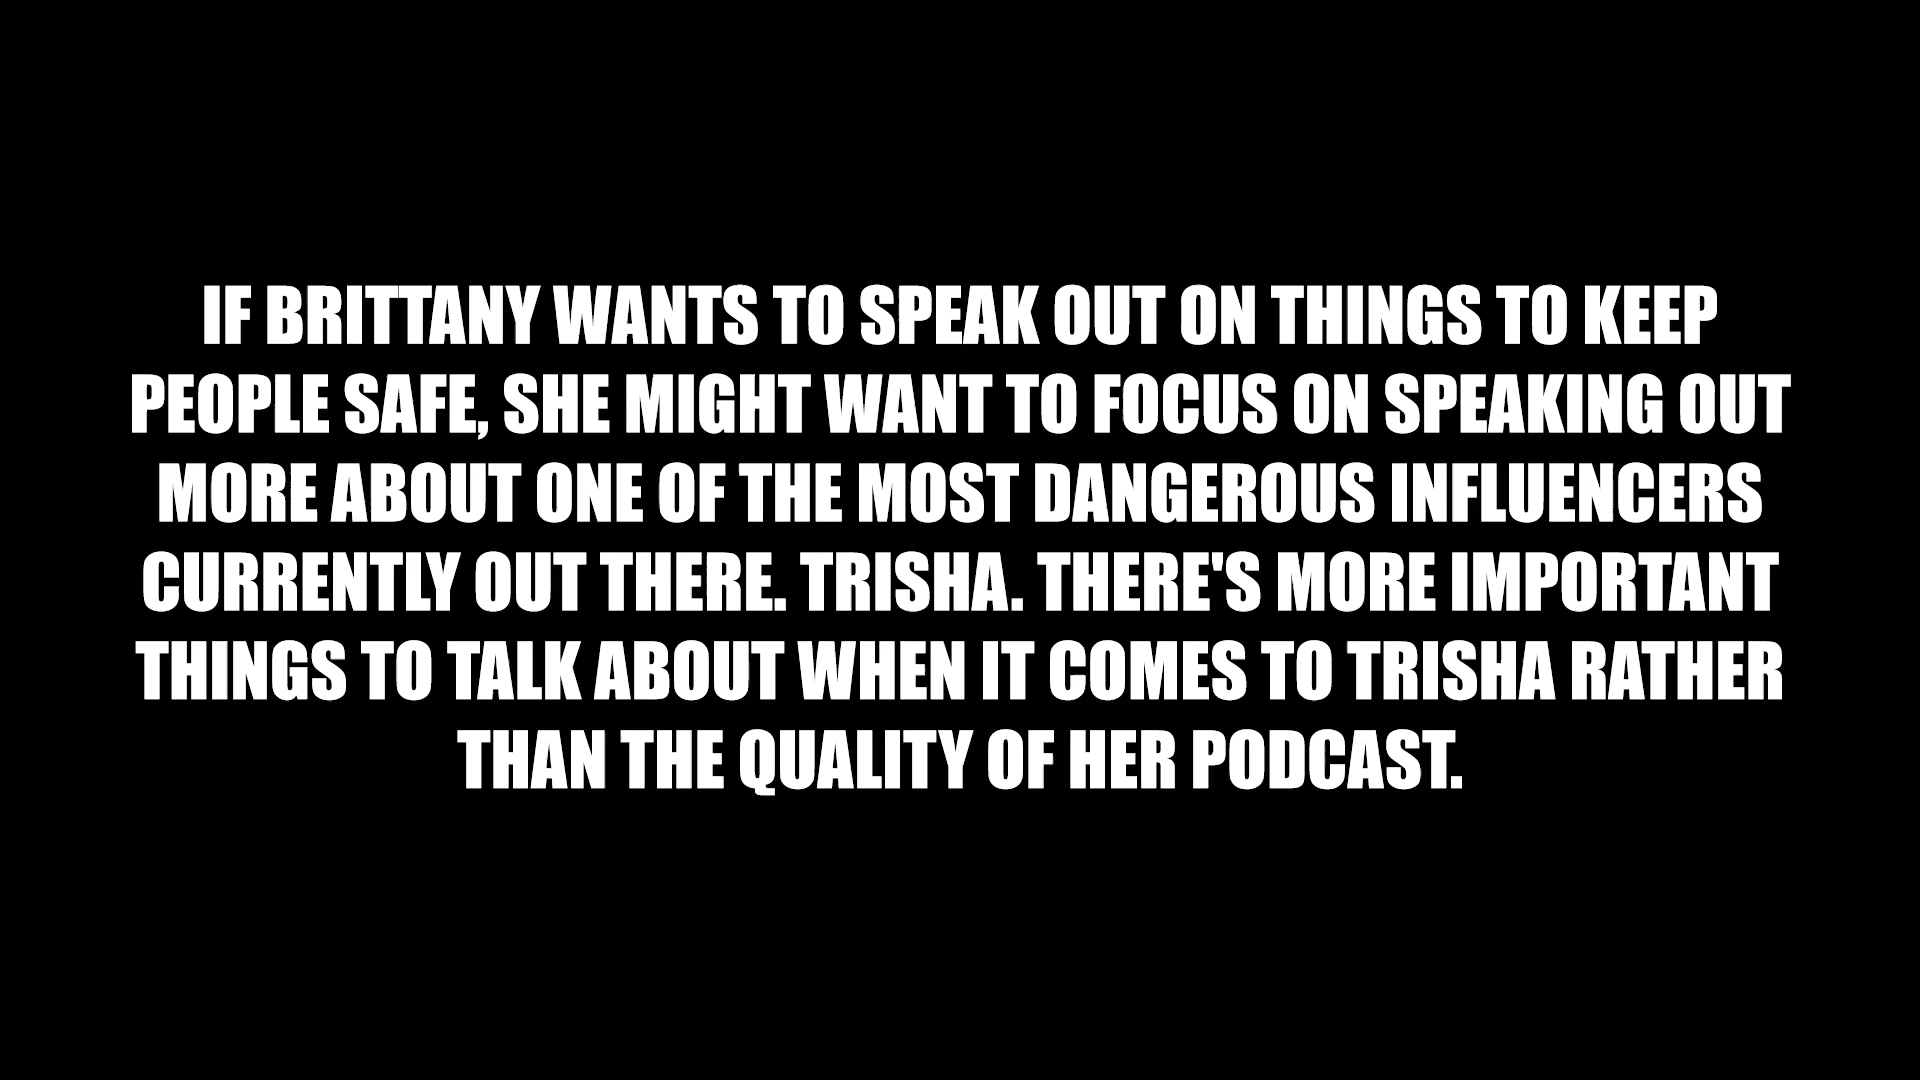 IF BRITTANY WANTS TO SPEAK OUT ON THINGS TO KEEP
PEOPLE SAFE, SHE MIGHT WANT TO FOCUS ON SPEAKING OUT
MORE ABOUT ONE OF THE MOST DANGEROUS INFLUENCERS
CURRENTLY OUT THERE. TRISHA. THERE'S MORE IMPORTANT
THINGS TO TALK ABOUT WHEN IT COMES TO TRISHA RATHER
THAN THE QUALITY OF HER PODCAST.